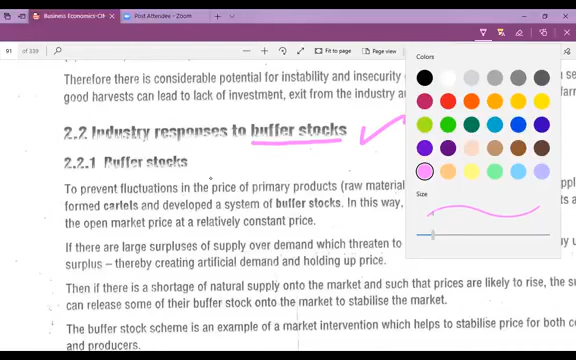 Business Economics-CM
Post Attendee - Zoom
91 of 339
Fit to page
Page view
Colors
Therefore there is considerable potential for instability and insecurity
good harvests can lead to lack of investment, exit from the industry a
2.2 Industry responses to buffer stocks
2.2.1 Buffer stocks
To prevent fluctuations in the price of primary products (raw material
formed cartels and developed a system of buffer stocks. In this way,
the open market price at a relatively constant price.
Size
If there are large surpluses of supply over demand which threaten to
surplus – thereby creating artificial demand and holding up price.
Then if there is a shortage of natural supply onto the market and such that prices are likely to rise, the su
can release some of their buffer stock onto the market to stabilise the market.
The buffer stock scheme is an example of a market intervention which helps to stabilise price for both c
and producers.